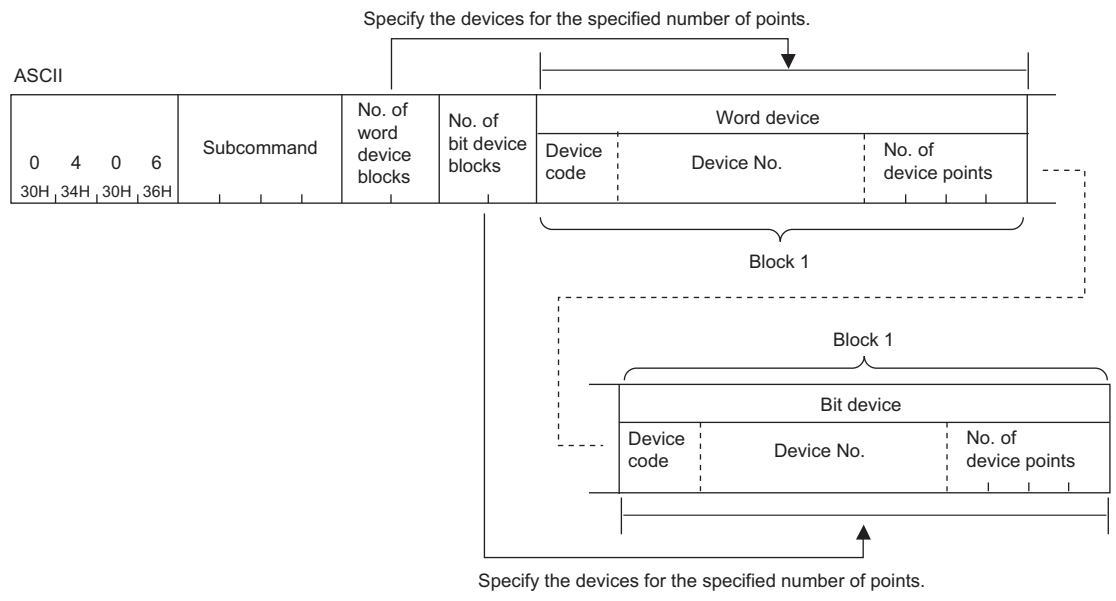 Specify the devices for the specified number of points.
ASCII
0 4 0 6
30H 34H 30H 36H
Subcommand
No. of
word
device
blocks
No. of
bit device
blocks
Word device
Device
code
Device No.
No. of
device points
Block 1
Block 1
Bit device
Device
code
Device No.
No. of
device points
Specify the devices for the specified number of points.